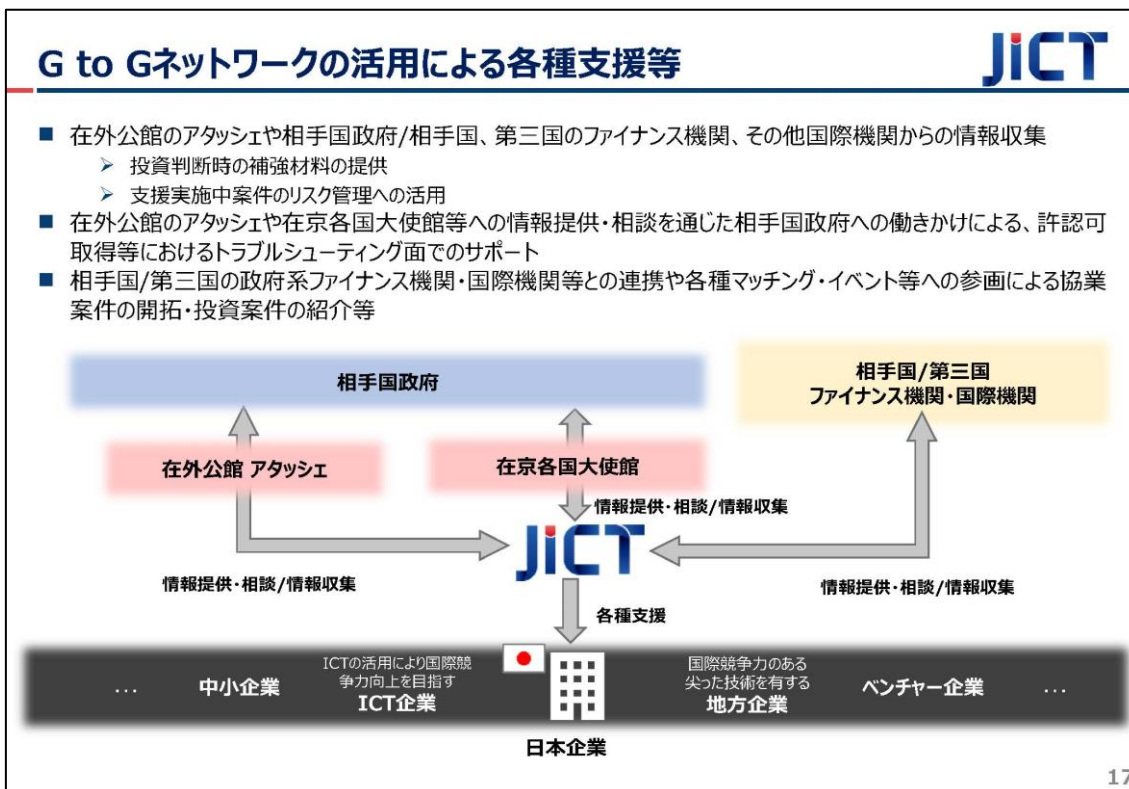 G to Gネットワークの活用による各種支援等
JiCT
■ 在外公館のアタッシェや相手国政府/相手国、第三国のファイナンス機関、その他国際機関からの情報収集
➢ 投資判断時の補強材料の提供
➢ 支援実施中案件のリスク管理への活用
■ 在外公館のアタッシェや在京各国大使館等への情報提供・相談を通じた相手国政府への働きかけによる、許認可
取得等におけるトラブルシューティング面でのサポート
■ 相手国/第三国の政府系ファイナンス機関・国際機関等との連携や各種マッチング・イベント等への参画による協業
案件の開拓・投資案件の紹介等
相手国政府
相手国/第三国
ファイナンス機関・国際機関
在外公館 アタッシェ
在京各国大使館
情報提供・相談/情報収集
JiCT
情報提供・相談/情報収集
情報提供・相談/情報収集
各種支援
...
中小企業
ICTの活用により国際競
争力向上を目指す
ICT企業
国際競争力のある
尖った技術を有する
地方企業
ベンチャー企業
...
日本企業
17